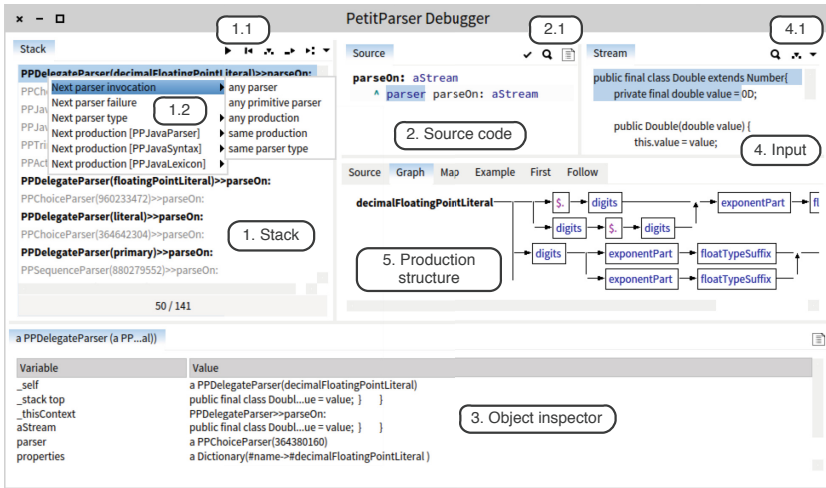 PetitParser Debugger
1.1
2.1
4.1
Stack
PPDelegateParser(decimalFloatingPointLiteral)>>parseOn:
PPCh
PPJav
PPJav
PPTri
PPAct
Next parser invocation
Next parser failure
Next parser type
Next production [PPJavaParser]
Next production [PPJavaSyntax]
Next production [PPJavaLexicon]
1.2
any parser
any primitive parser
any production
same production
same parser type
PPDelegateParser(floatingPointLiteral)>>parseOn:
PPChoiceParser(960233472)>>parseOn:
PPDelegateParser(literal)>>parseOn:
PPChoiceParser(364642304)>>parseOn:
PPDelegateParser(primary)>>parseOn:
PPSequenceParser(880279552)>>parseOn:
1. Stack
50 / 141
Source
parseOn: aStream
^ parser parseOn: aStream
2. Source code
Stream
public final class Double extends Number{
private final double value = 0D;
public Double(double value) {
this.value = value;
4. Input
Source Graph Map Example First Follow
decimalFloatingPointLiteral $. digits exponentPart fl
digits $. digits
digits exponentPart floatTypeSuffix
exponentPart floatTypeSuffix
5. Production
structure
a PPDelegateParser (a PP...al))
Variable Value
_self a PPDelegateParser(decimalFloatingPointLiteral)
_stack top public final class Doubl...ue = value; } }
_thisContext PPDelegateParser>>parseOn:
aStream public final class Doubl...ue = value; } }
parser a PPChoiceParser(364380160)
properties a Dictionary(#name->#decimalFloatingPointLiteral )
3. Object inspector